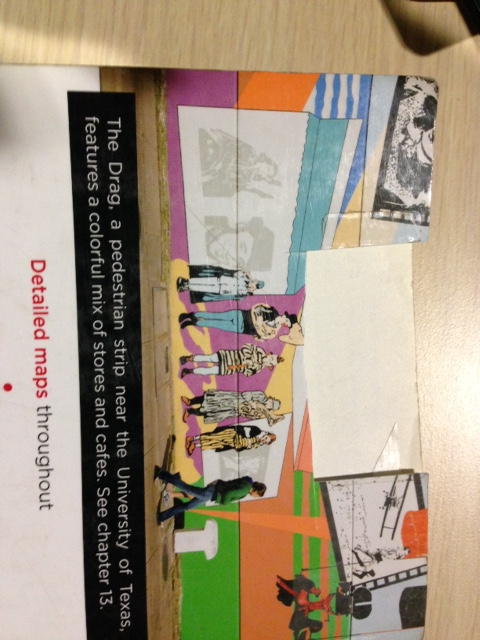 The Drag, a pedestrian strip near the University of Texas,
features a colorful mix of stores and cafes. See chapter 13.
Detailed maps throughout